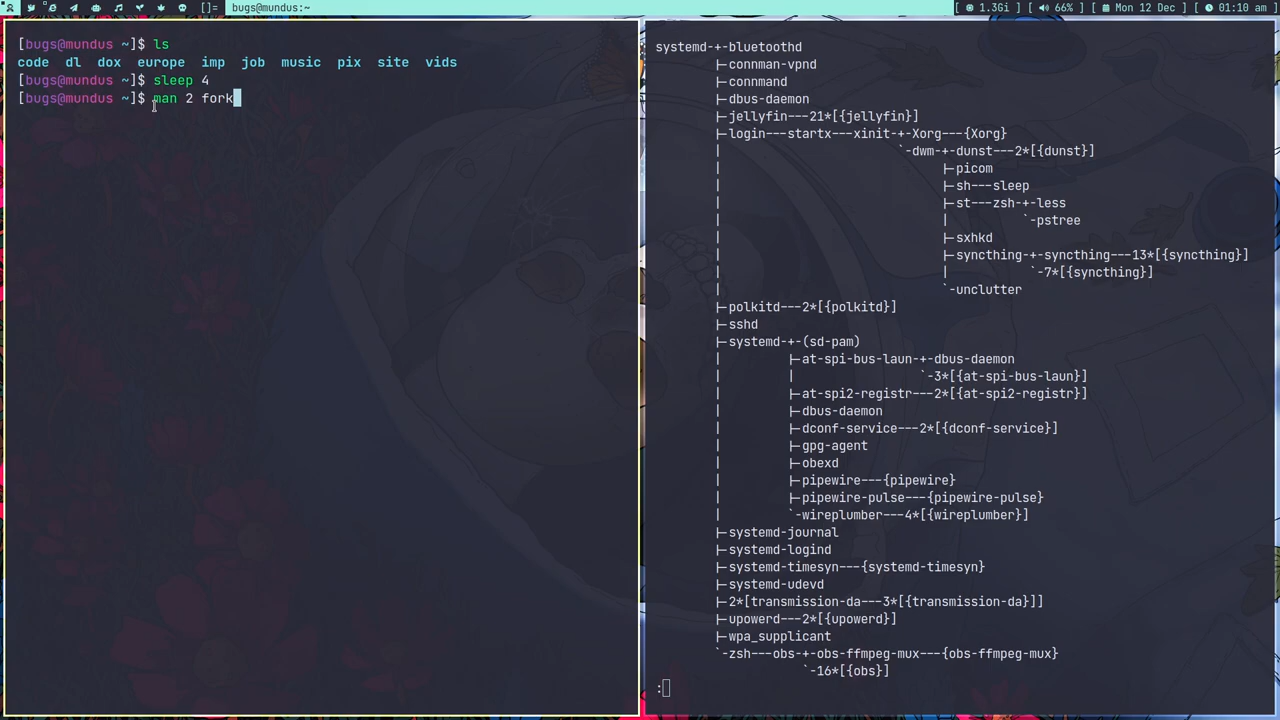 []= bugs@mundus:~ 1.3Gi / 66% / Mon 12 Dec / 01:10 am
[bugs@mundus ~]$ ls
code dl dox europe imp job music pix site vids
[bugs@mundus ~]$ sleep 4
[bugs@mundus ~]$ man 2 fork
systemd-+-bluetoothd
|-connman-vpnd
|-connmand
|-dbus-daemon
|-jellyfin---21*[{jellyfin}]
|-login---startx---xinit-+-Xorg---{Xorg}
| `-dwm-+-dunst---2*[{dunst}]
| |-picom
| |-sh---sleep
| |-st---zsh-+-less
| | `-pstree
| |-sxhkd
| |-syncthing-+-syncthing---13*[{syncthing}]
| | `-7*[{syncthing}]
| `-unclutter
|-polkitd---2*[{polkitd}]
|-sshd
|-systemd-+-(sd-pam)
| |-at-spi-bus-laun-+-dbus-daemon
| | `-3*[{at-spi-bus-laun}]
| |-at-spi2-registr---2*[{at-spi2-registr}]
| |-dbus-daemon
| |-dconf-service---2*[{dconf-service}]
| |-gpg-agent
| |-obexd
| |-pipewire---{pipewire}
| |-pipewire-pulse---{pipewire-pulse}
| `-wireplumber---4*[{wireplumber}]
|-systemd-journal
|-systemd-logind
|-systemd-timesyn---{systemd-timesyn}
|-systemd-udevd
|-2*[transmission-da---3*[{transmission-da}]]
|-upowerd---2*[{upowerd}]
|-wpa_supplicant
`-zsh---obs-+-obs-ffmpeg-mux---{obs-ffmpeg-mux}
`-16*[{obs}]
: